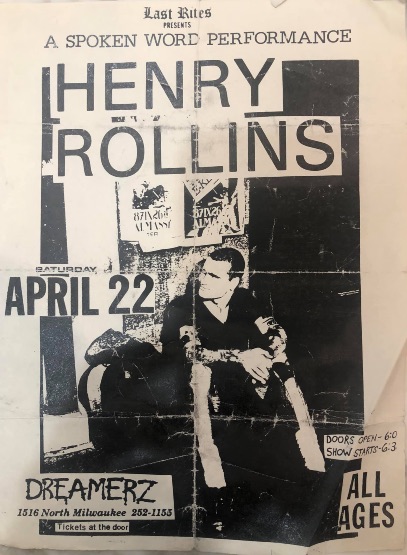 Last Rites
PRESENTS
A SPOKEN WORD PERFORMANCE
HENRY
ROLLINS
SATURDAY,
APRIL 22
DOORS OPEN-6:0
SHOW STARTS-6:3
DREAMERZ
1516 North Milwaukee 252-1155
Tickets at the door
ALL
AGES